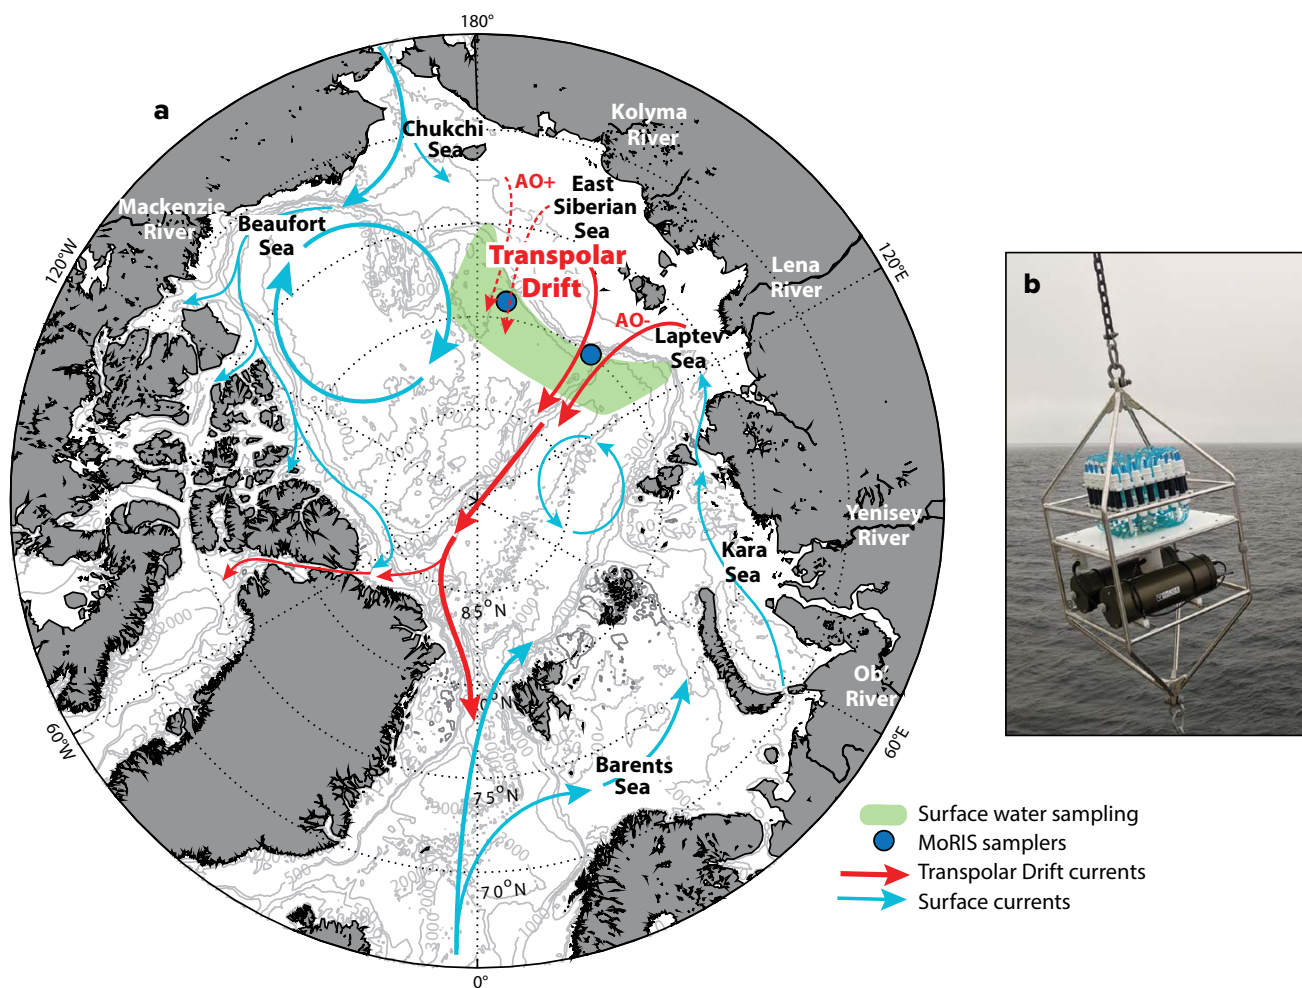 180°
a
Kolyma
River
Chukchi
Sea
AO+
East
Siberian
Sea
Mackenzie
River
Beaufort
Sea
120°W
Transpolar
Drift
120°E
Lena
River
b
AO-
Laptev
Sea
Yenisey
River
Kara
Sea
85°N
Ob'
River
60°W
60°E
Barents
Sea
75°N
70°N
0°
Surface water sampling
MoRIS samplers
Transpolar Drift currents
Surface currents